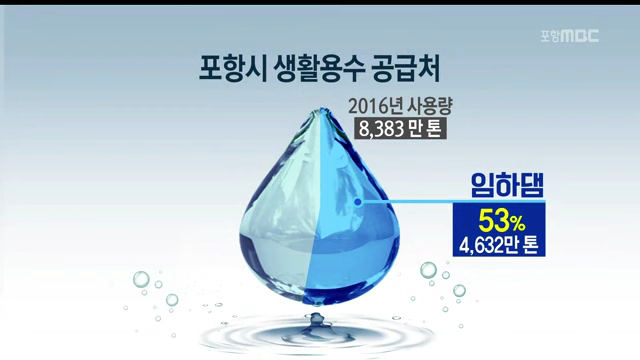 포항MBC
포항시 생활용수 공급처
2016년 사용량
8,383 만 톤
임하댐
53%
4,632만 톤